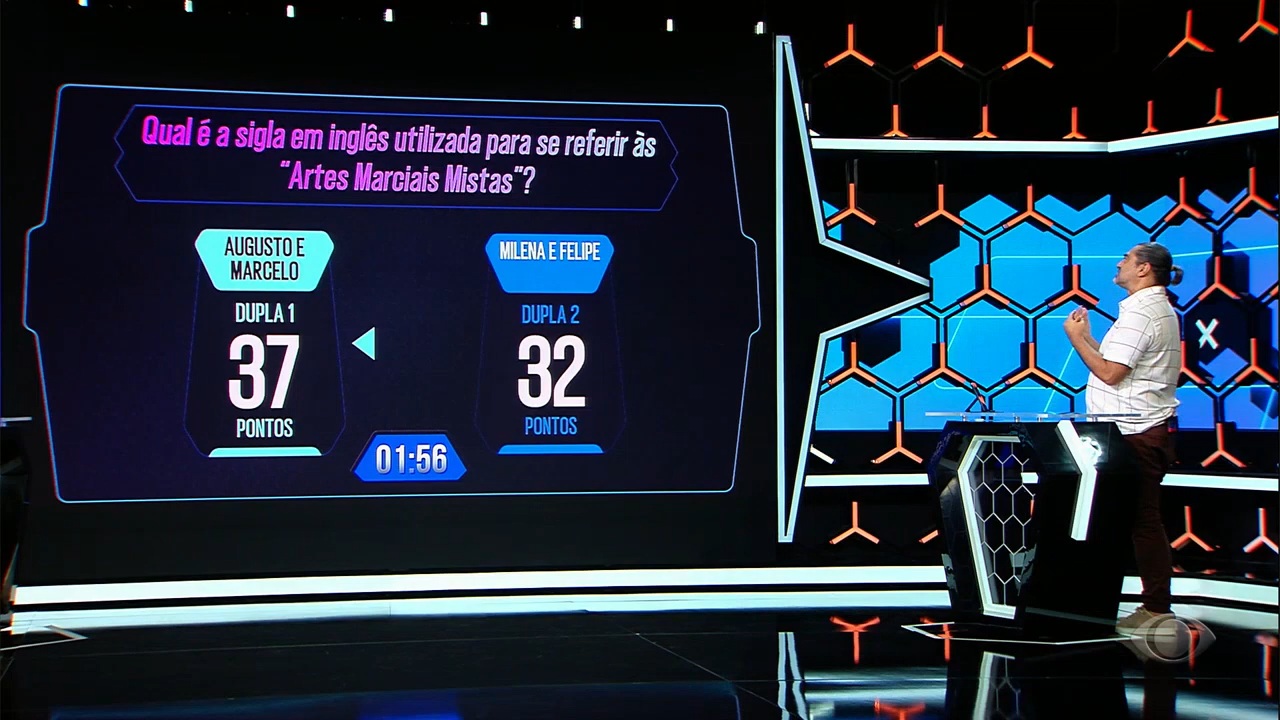 Qual é a sigla em inglês utilizada para se referir às
"Artes Marciais Mistas"?
AUGUSTO E
MARCELO
DUPLA 1
37
PONTOS
MILENA E FELIPE
DUPLA 2
32
PONTOS
01:56
X